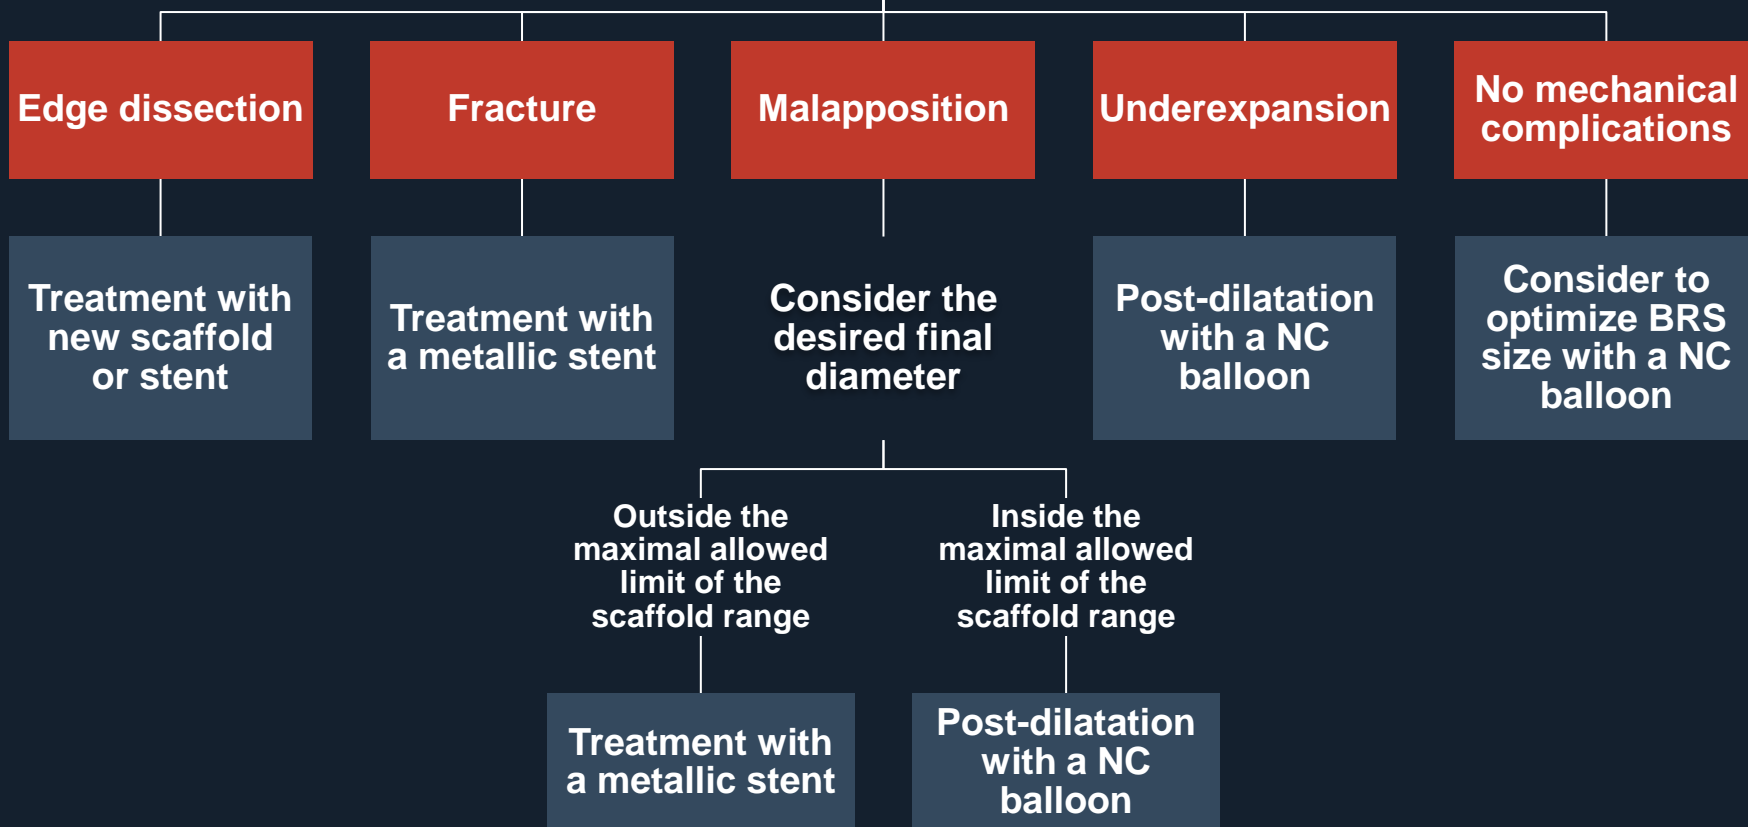 Edge dissection
Fracture
Malapposition
Underexpansion
No mechanical
complications
Treatment with
new scaffold
or stent
Treatment with
a metallic stent
Consider the
desired final
diameter
Post-dilatation
with a NC
balloon
Consider to
optimize BRS
size with a NC
balloon
Outside the
maximal allowed
limit of the
scaffold range
Inside the
maximal allowed
limit of the
scaffold range
Treatment with
a metallic stent
Post-dilatation
with a NC
balloon